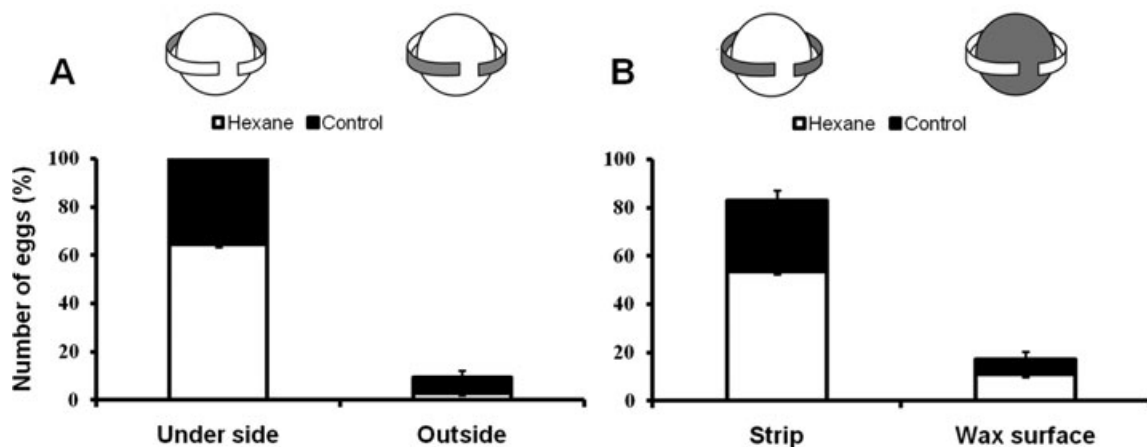 A
B
Hexane Control
Hexane Control
Number of eggs (%)
100
80
60
40
20
0
Under side Outside
100
80
60
40
20
0
Strip Wax surface